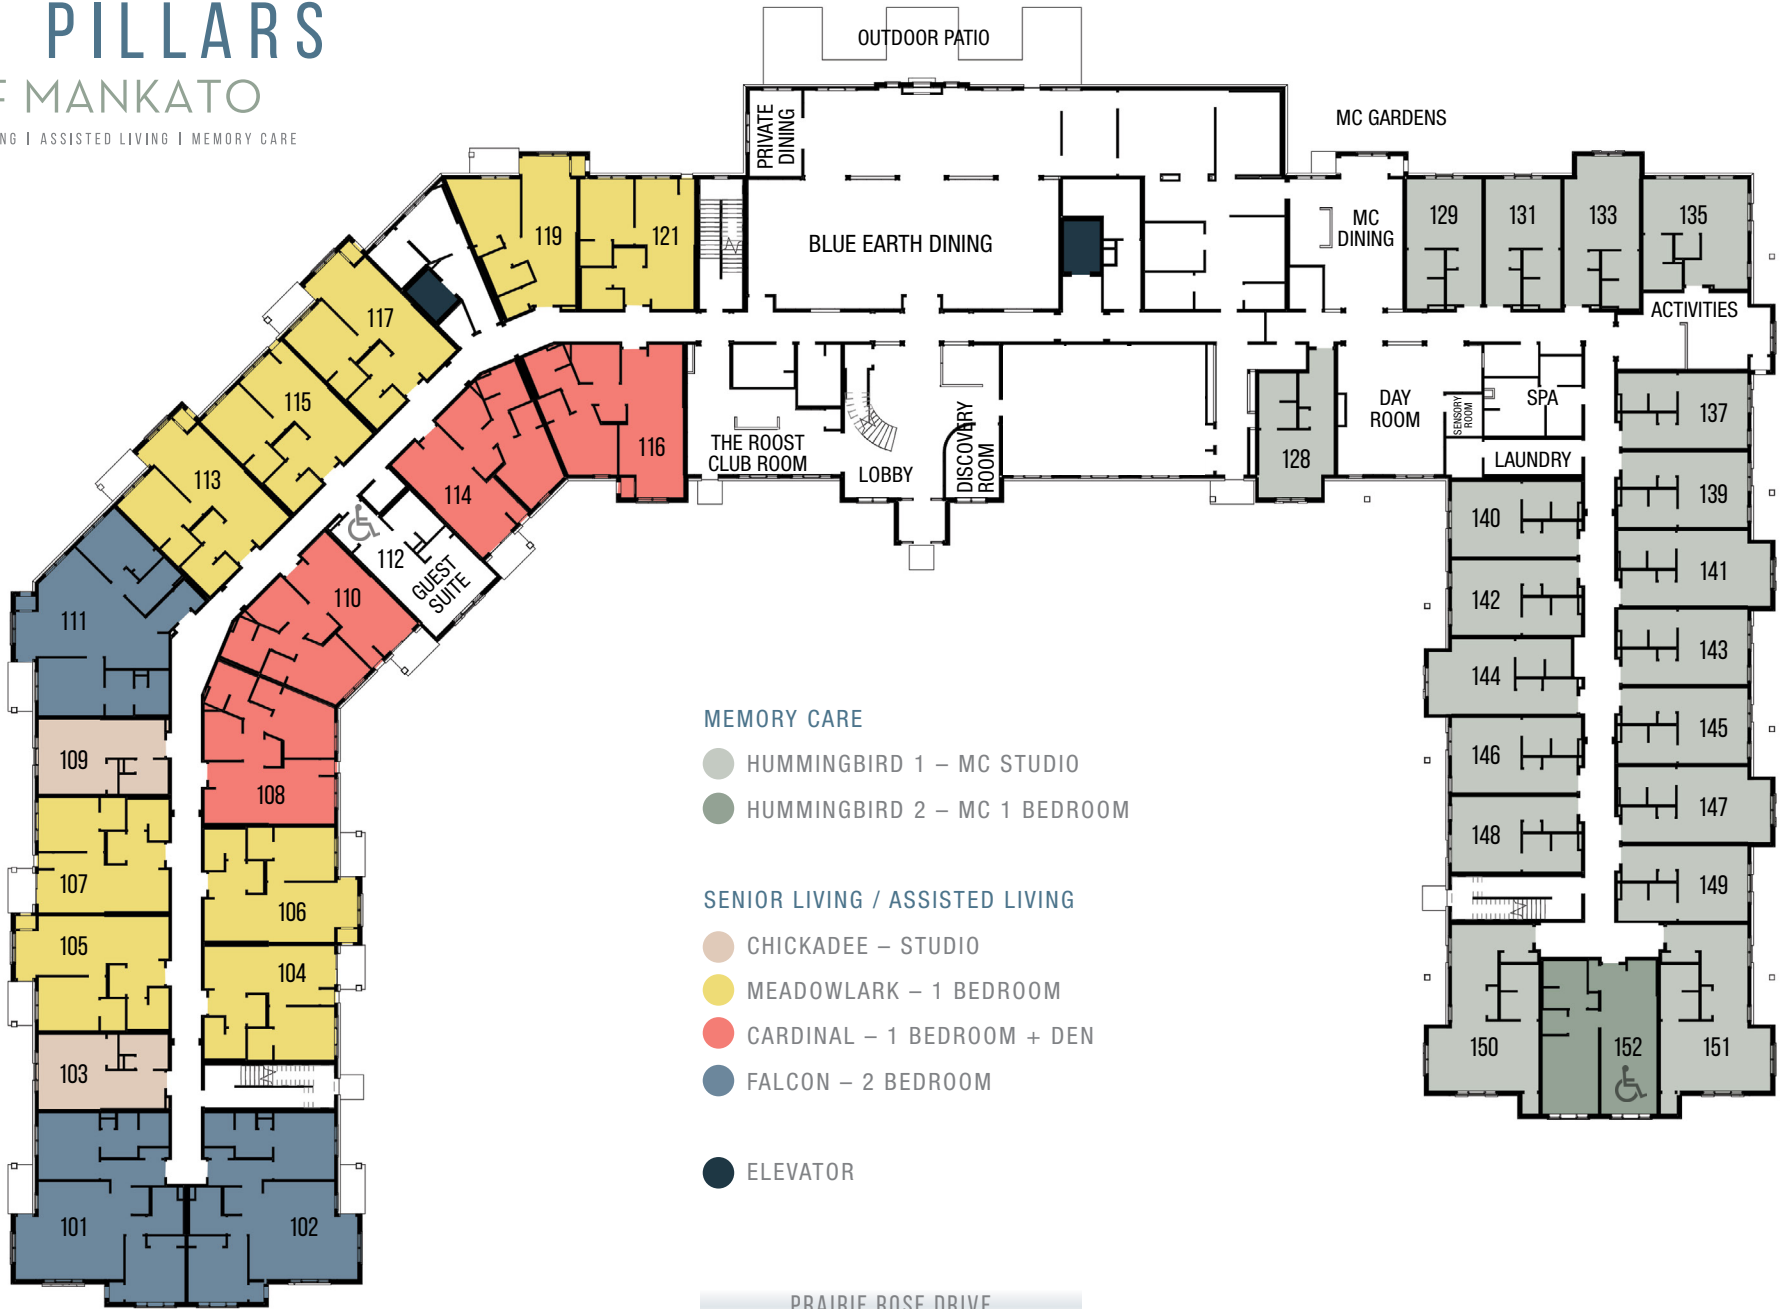 PILLARS
F MANKATO
NG | ASSISTED LIVING | MEMORY CARE
OUTDOOR PATIO
PRIVATE
DINING
MC GARDENS
BLUE EARTH DINING
MC
DINING
119
121
117
115
113
111
109
107
105
103
101
102
104
106
108
110
112
GUEST
SUITE
114
116
THE ROOST
CLUB ROOM
LOBBY
DISCOVERY
ROOM
128
DAY
ROOM
SENSORY
ROOM
SPA
LAUNDRY
ACTIVITIES
129
131
133
135
137
139
141
143
145
147
149
151
140
142
144
146
148
150
152
MEMORY CARE
HUMMINGBIRD 1 – MC STUDIO
HUMMINGBIRD 2 – MC 1 BEDROOM
SENIOR LIVING / ASSISTED LIVING
CHICKADEE – STUDIO
MEADOWLARK – 1 BEDROOM
CARDINAL – 1 BEDROOM + DEN
FALCON – 2 BEDROOM
ELEVATOR
PRAIRIE ROSE DRIVE